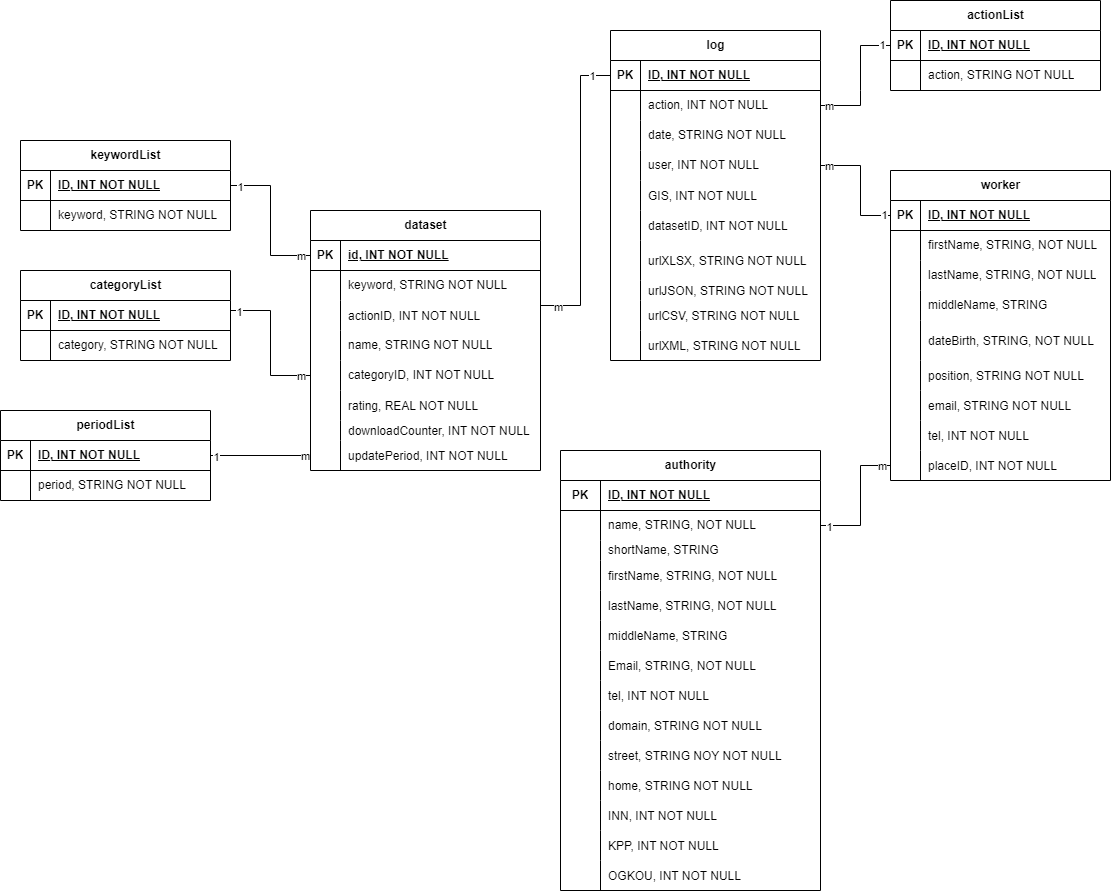 actionList
PK ID, INT NOT NULL
action, STRING NOT NULL
log
PK ID, INT NOT NULL
action, INT NOT NULL
date, STRING NOT NULL
user, INT NOT NULL
GIS, INT NOT NULL
datasetID, INT NOT NULL
urlXLSX, STRING NOT NULL
urlJSON, STRING NOT NULL
urlCSV, STRING NOT NULL
urlXML, STRING NOT NULL
1
1
m
m
1
keywordList
PK ID, INT NOT NULL
keyword, STRING NOT NULL
1
m
categoryList
PK ID, INT NOT NULL
category, STRING NOT NULL
1
m
periodList
PK ID, INT NOT NULL
period, STRING NOT NULL
1
m
dataset
PK id, INT NOT NULL
keyword, STRING NOT NULL
actionID, INT NOT NULL
name, STRING NOT NULL
categoryID, INT NOT NULL
rating, REAL NOT NULL
downloadCounter, INT NOT NULL
updatePeriod, INT NOT NULL
m
worker
PK ID, INT NOT NULL
firstName, STRING, NOT NULL
lastName, STRING, NOT NULL
middleName, STRING
dateBirth, STRING, NOT NULL
position, STRING NOT NULL
email, STRING NOT NULL
tel, INT NOT NULL
placeID, INT NOT NULL
m
1
authority
PK ID, INT NOT NULL
name, STRING, NOT NULL
shortName, STRING
firstName, STRING, NOT NULL
lastName, STRING, NOT NULL
middleName, STRING
Email, STRING, NOT NULL
tel, INT NOT NULL
domain, STRING NOT NULL
street, STRING NOY NOT NULL
home, STRING NOT NULL
INN, INT NOT NULL
KPP, INT NOT NULL
OGKOU, INT NOT NULL